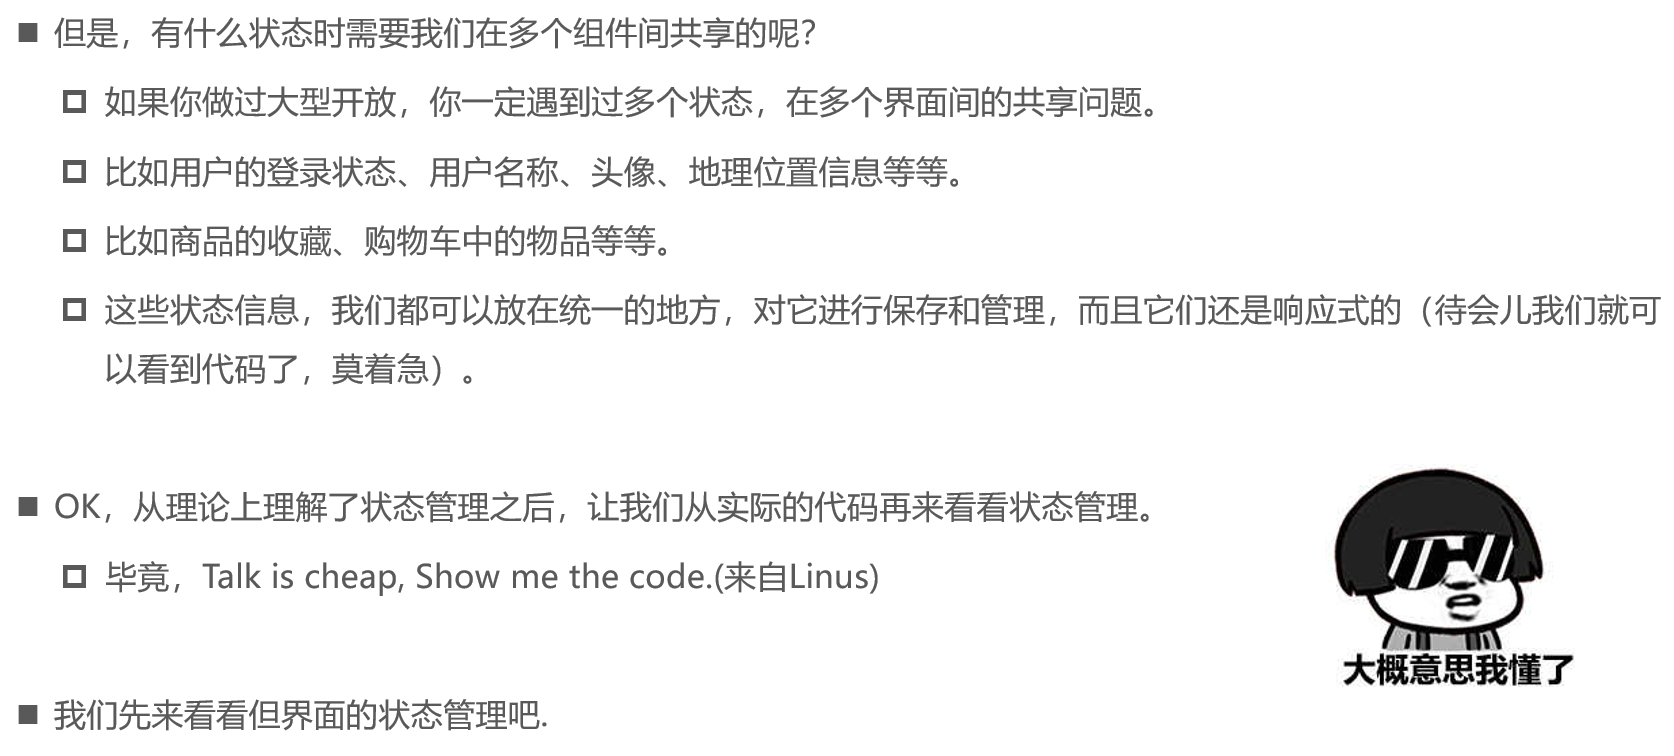 但是，有什么状态时需要我们在多个组件间共享的呢？
如果你做过大型开放，你一定遇到过多个状态，在多个界面间的共享问题。
比如用户的登录状态、用户名称、头像、地理位置信息等等。
比如商品的收藏、购物车中的物品等等。
这些状态信息，我们都可以放在统一的地方，对它进行保存和管理，而且它们还是响应式的（待会儿我们就可
以看到代码了，莫着急）。
OK，从理论上理解了状态管理之后，让我们从实际的代码再来看看状态管理。
毕竟，Talk is cheap, Show me the code.(来自Linus)
大概意思我懂了
我们先来看看但界面的状态管理吧.